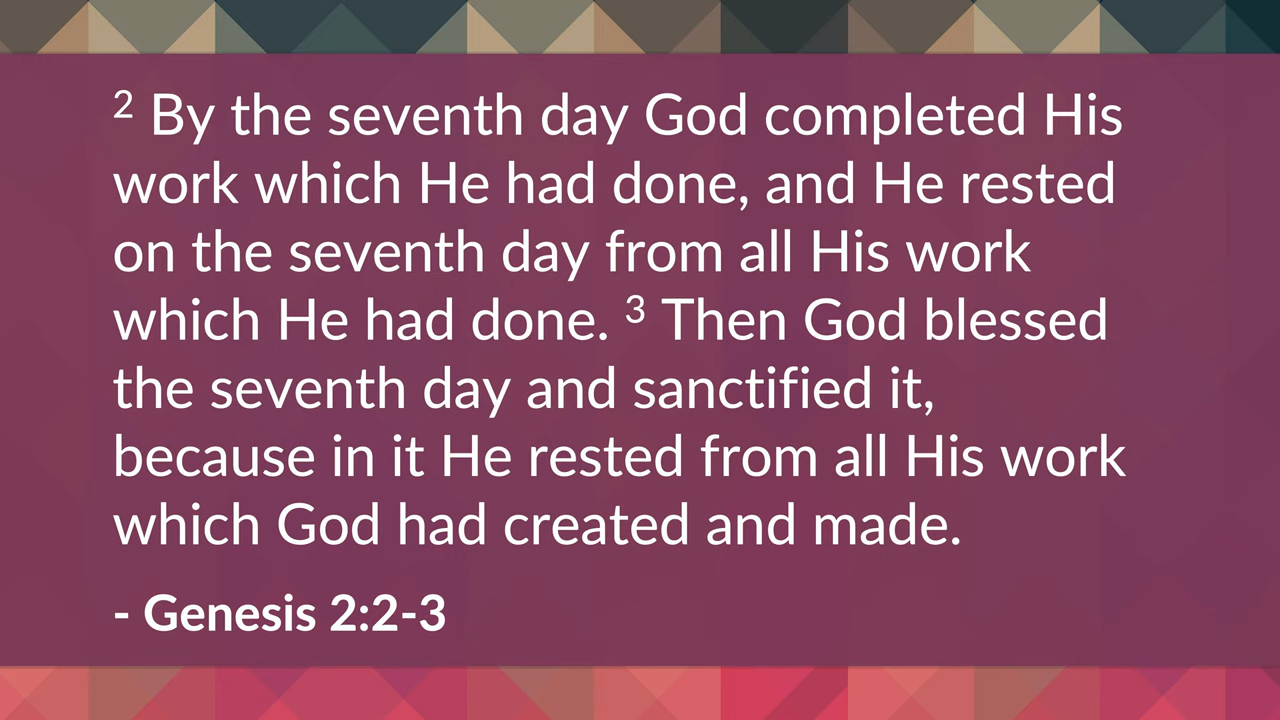 ² By the seventh day God completed His
work which He had done, and He rested
on the seventh day from all His work
which He had done. ³ Then God blessed
the seventh day and sanctified it,
because in it He rested from all His work
which God had created and made.
- Genesis 2:2-3